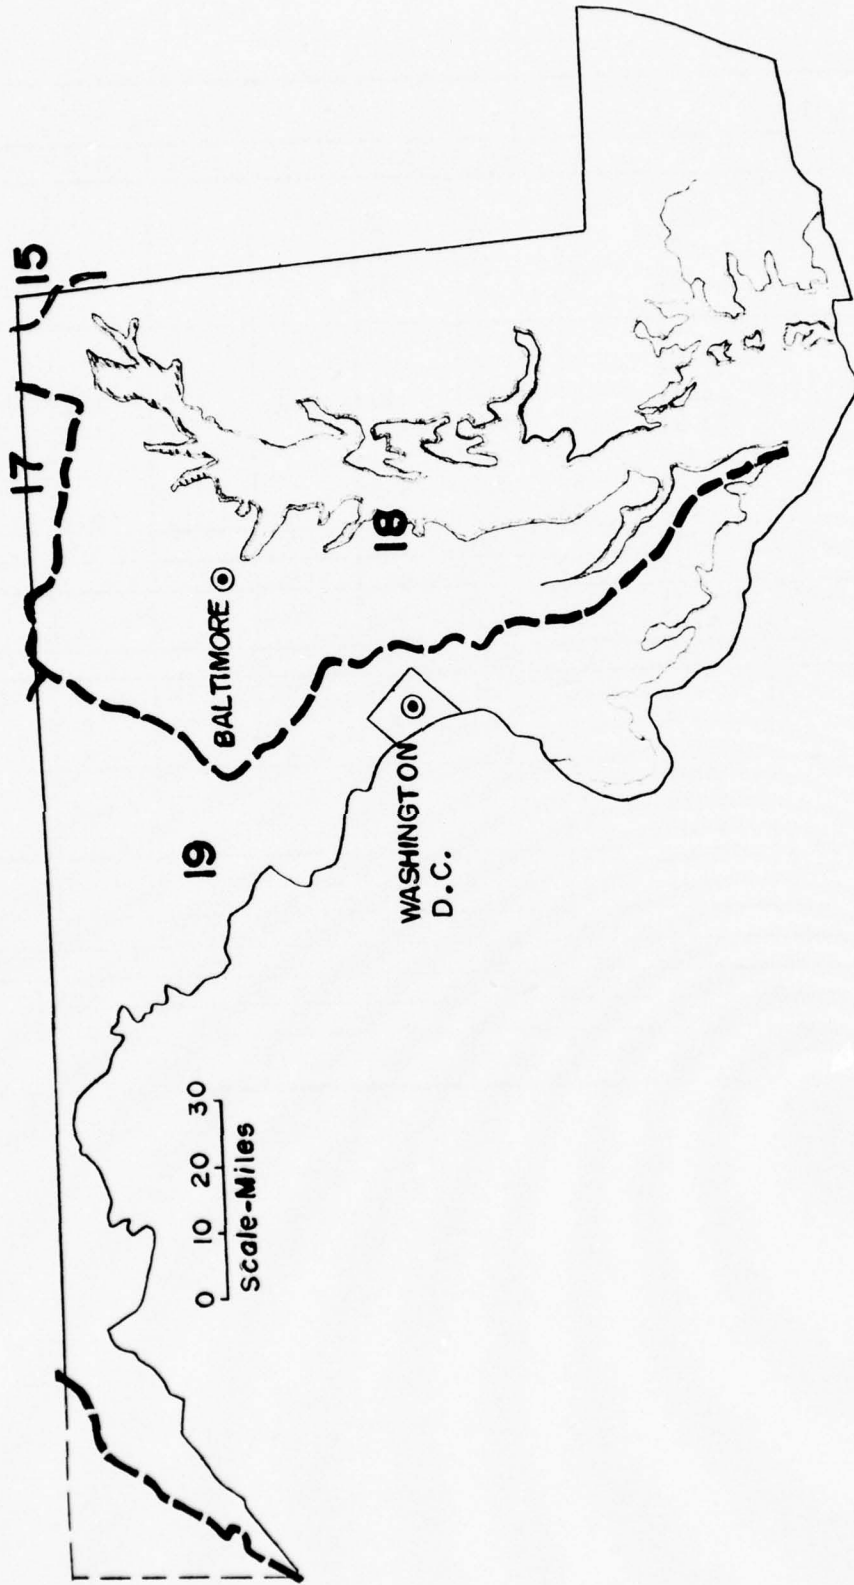 15
17
BALTIMORE
18
19
WASHINGTON
D.C.
0 10 20 30
Scale-Miles